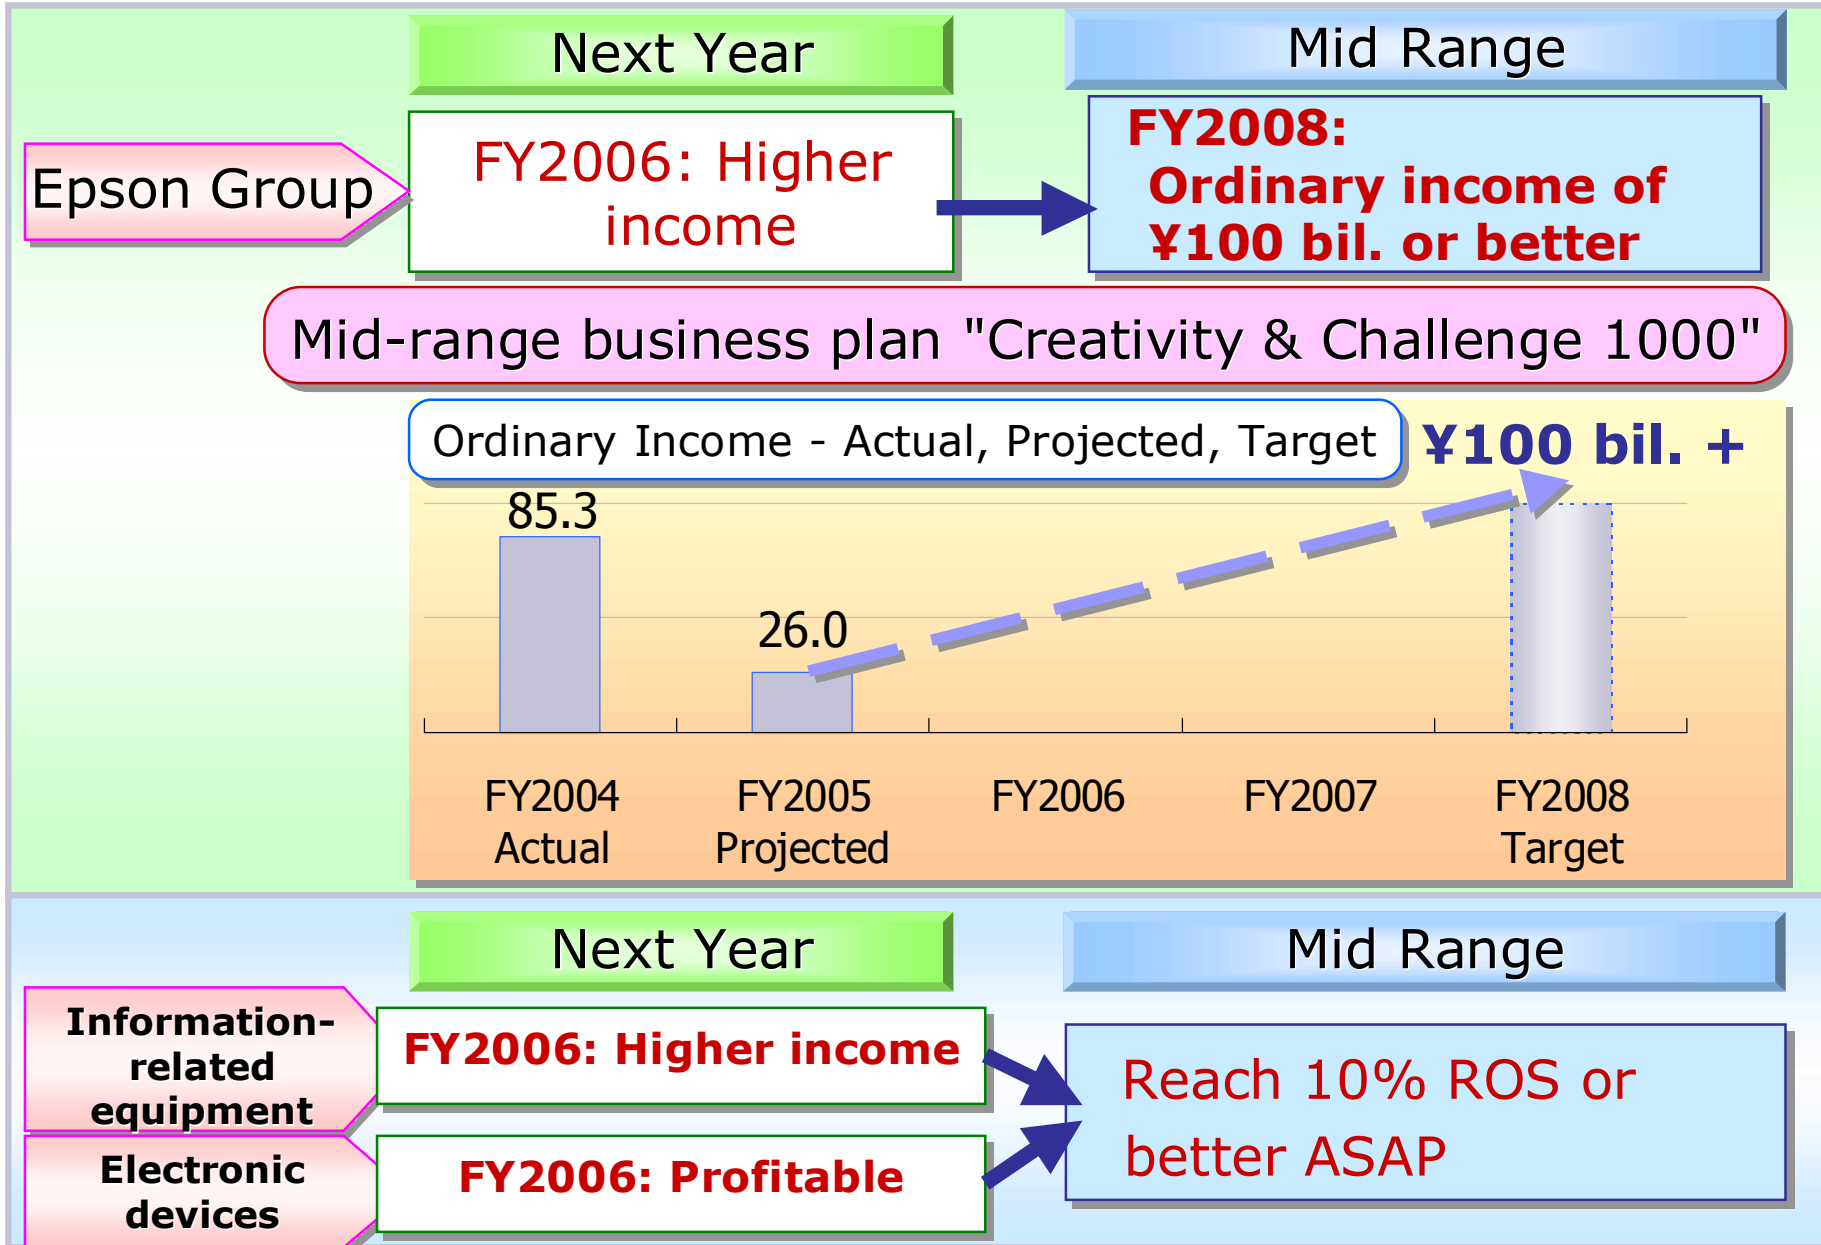 Next Year
Mid Range
Epson Group
FY2006: Higher
income
FY2008:
Ordinary income of
¥100 bil. or better
Mid-range business plan "Creativity & Challenge 1000"
Ordinary Income - Actual, Projected, Target
¥100 bil. +
85.3
26.0
FY2004
Actual
FY2005
Projected
FY2006
FY2007
FY2008
Target
Next Year
Mid Range
Information-
related
equipment
FY2006: Higher income
Electronic
devices
FY2006: Profitable
Reach 10% ROS or
better ASAP